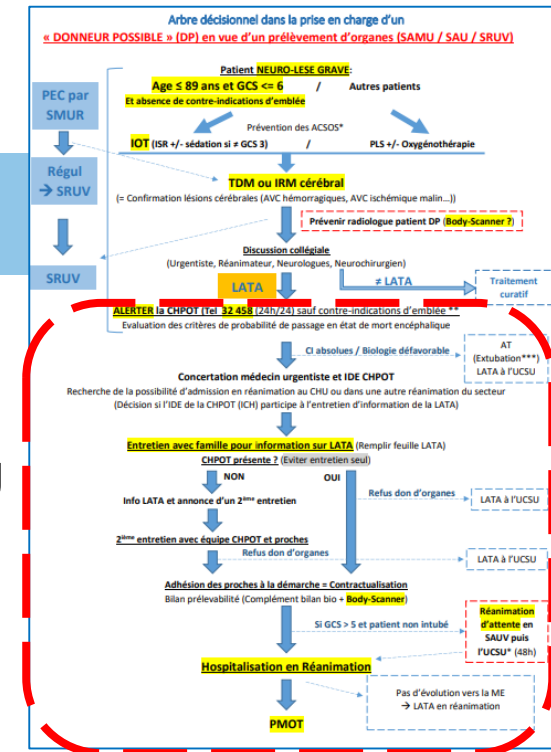 Arbre décisionnel dans la prise en charge d'un
« DONNEUR POSSIBLE » (DP) en vue d'un prélèvement d'organes (SAMU / SAU / SRUV)
Patient NEURO-LESE GRAVE:
Age ≤ 89 ans et GCS <= 6 / Autres patients
Et absence de contre-indications d'emblée
PEC par
SMUR
Prévention des ACSOS*
IOT (ISR +/- sédation si ≠ GCS 3) / PLS +/- Oxygénothérapie
Régul
→ SRUV
TDM ou IRM cérébral
(= Confirmation lésions cérébrales (AVC hémorragiques, AVC ischémique malin…))
Prévenir radiologue patient DP (Body-Scanner ?)
SRUV
Discussion collégiale
(Urgentiste, Réanimateur, Neurologues, Neurochirurgien)
LATA
≠ LATA
Traitement
curatif
ALERTER la CHPOT (Tel 32 458 (24h/24) sauf contre-indications d'emblée **
Evaluation des critères de probabilité de passage en état de mort encéphalique
CI absolues / Biologie défavorable
AT
(Extubation***)
LATA à l'UCSU
Concertation médecin urgentiste et IDE CHPOT
Recherche de la possibilité d'admission en réanimation au CHU ou dans une autre réanimation du secteur
(Décision si l'IDE de la CHPOT (ICH) participe à l'entretien d'information de la LATA)
Entretien avec famille pour information sur LATA (Remplir feuille LATA)
CHPOT présente ? (Eviter entretien seul)
NON
OUI
Refus don d'organes
LATA à l'UCSU
Info LATA et annonce d'un 2ème entretien
2ième entretien avec équipe CHPOT et proches
Refus don d'organes
LATA à l'UCSU
Adhésion des proches à la démarche = Contractualisation
Bilan prélevabilité (Complément bilan bio + Body-Scanner)
Si GCS > 5 et patient non intubé
Réanimation
d'attente en
SAUV puis
l'UCSU* (48h)
Hospitalisation en Réanimation
Pas d'évolution vers la ME
→ LATA en réanimation
PMOT